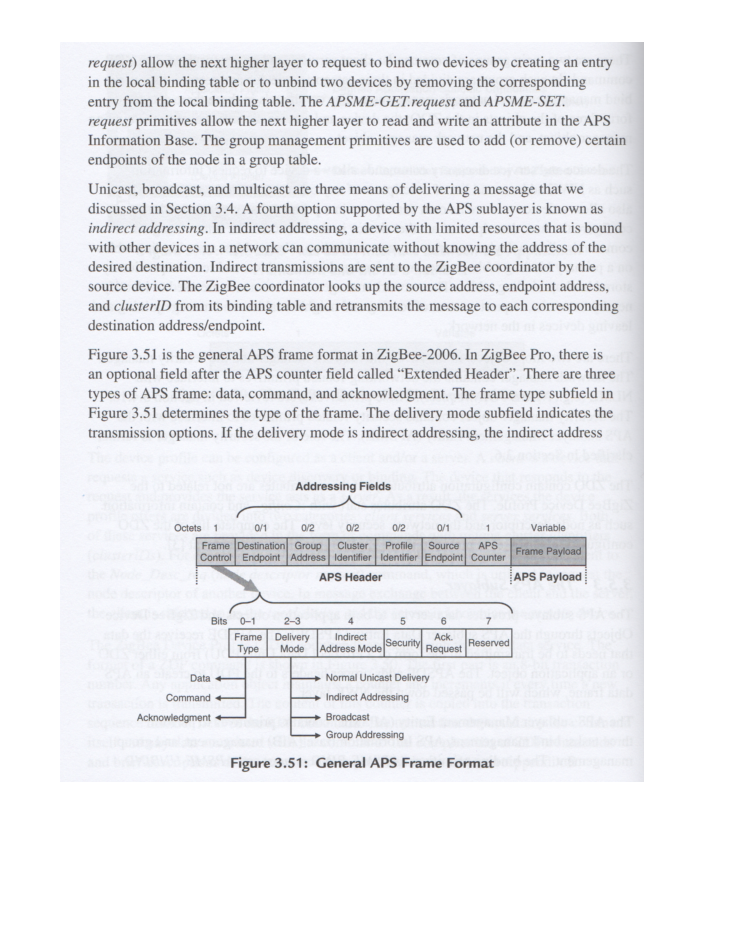 request) allow the next higher layer to request to bind two devices by creating an entry
in the local binding table or to unbind two devices by removing the corresponding
entry from the local binding table. The APSME-GET.request and APSME-SET.
request primitives allow the next higher layer to read and write an attribute in the APS
Information Base. The group management primitives are used to add (or remove) certain
endpoints of the node in a group table.
Unicast, broadcast, and multicast are three means of delivering a message that we
discussed in Section 3.4. A fourth option supported by the APS sublayer is known as
indirect addressing. In indirect addressing, a device with limited resources that is bound
with other devices in a network can communicate without knowing the address of the
desired destination. Indirect transmissions are sent to the ZigBee coordinator by the
source device. The ZigBee coordinator looks up the source address, endpoint address,
and clusterID from its binding table and retransmits the message to each corresponding
destination address/endpoint.
Figure 3.51 is the general APS frame format in ZigBee-2006. In ZigBee Pro, there is
an optional field after the APS counter field called “Extended Header”. There are three
types of APS frame: data, command, and acknowledgment. The frame type subfield in
Figure 3.51 determines the type of the frame. The delivery mode subfield indicates the
transmission options. If the delivery mode is indirect addressing, the indirect address
Addressing Fields
Octets 1 0/1 0/2 0/2 0/2 0/1 1 Variable
Frame Destination Group Cluster Profile Source APS
Frame Payload
Control Endpoint Address Identifier Identifier Endpoint Counter
APS Header APS Payload
Bits 0–1 2–3 4 5 6 7
Frame Delivery Indirect Security Ack. Reserved
Type Mode Address Mode Request
Data Normal Unicast Delivery
Command Indirect Addressing
Acknowledgment Broadcast
Group Addressing
Figure 3.51: General APS Frame Format